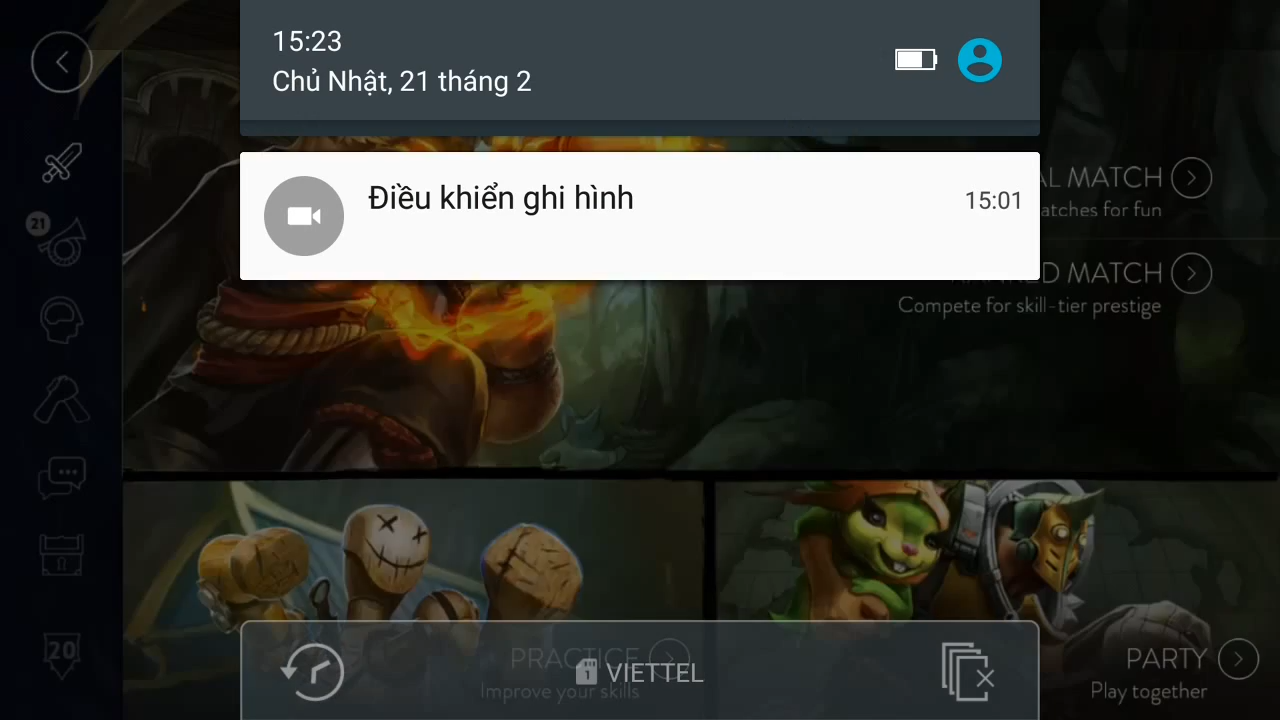 15:23
Chủ Nhật, 21 tháng 2
Điều khiển ghi hình
15:01
AL MATCH
atches for fun
D MATCH
Compete for skill-tier prestige
21
20
PRACTICE
Improve your skills
1 VIETTEL
PARTY
Play together